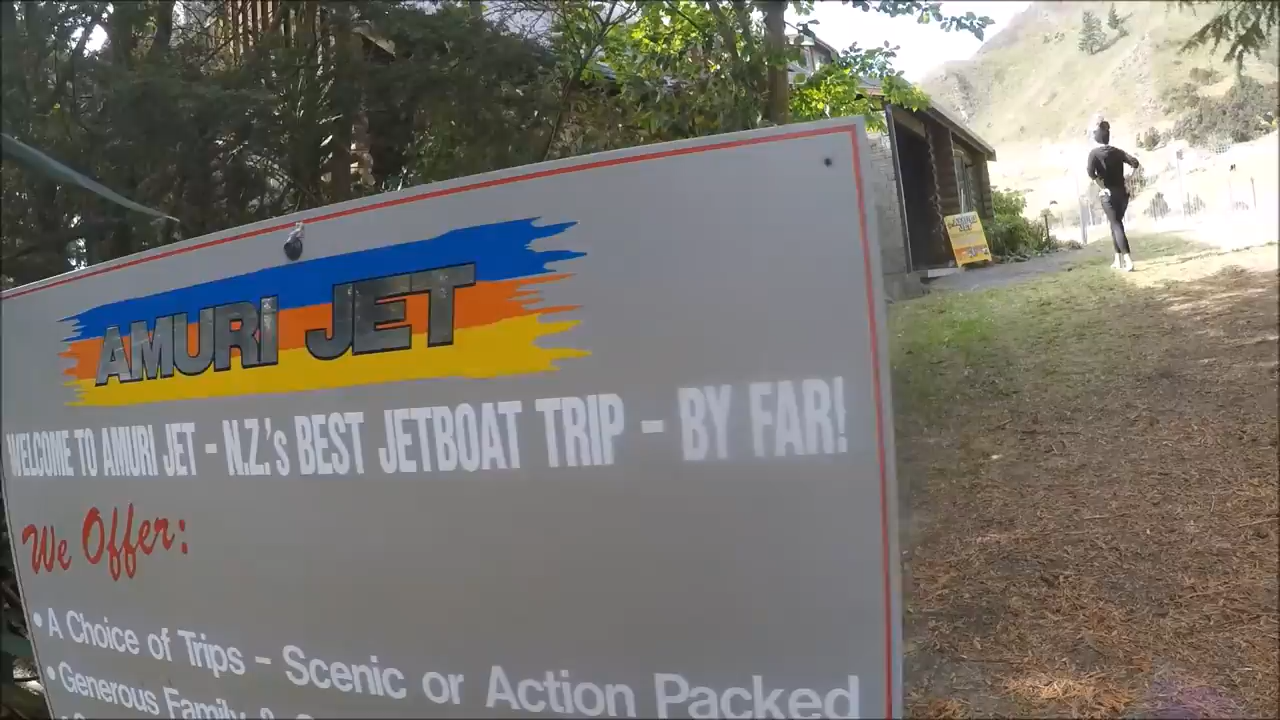 AMURI JET
WELCOME TO AMURI JET - N.Z.'s BEST JETBOAT TRIP - BY FAR!
We Offer:
• A Choice of Trips - Scenic or Action Packed
• Generous Family &